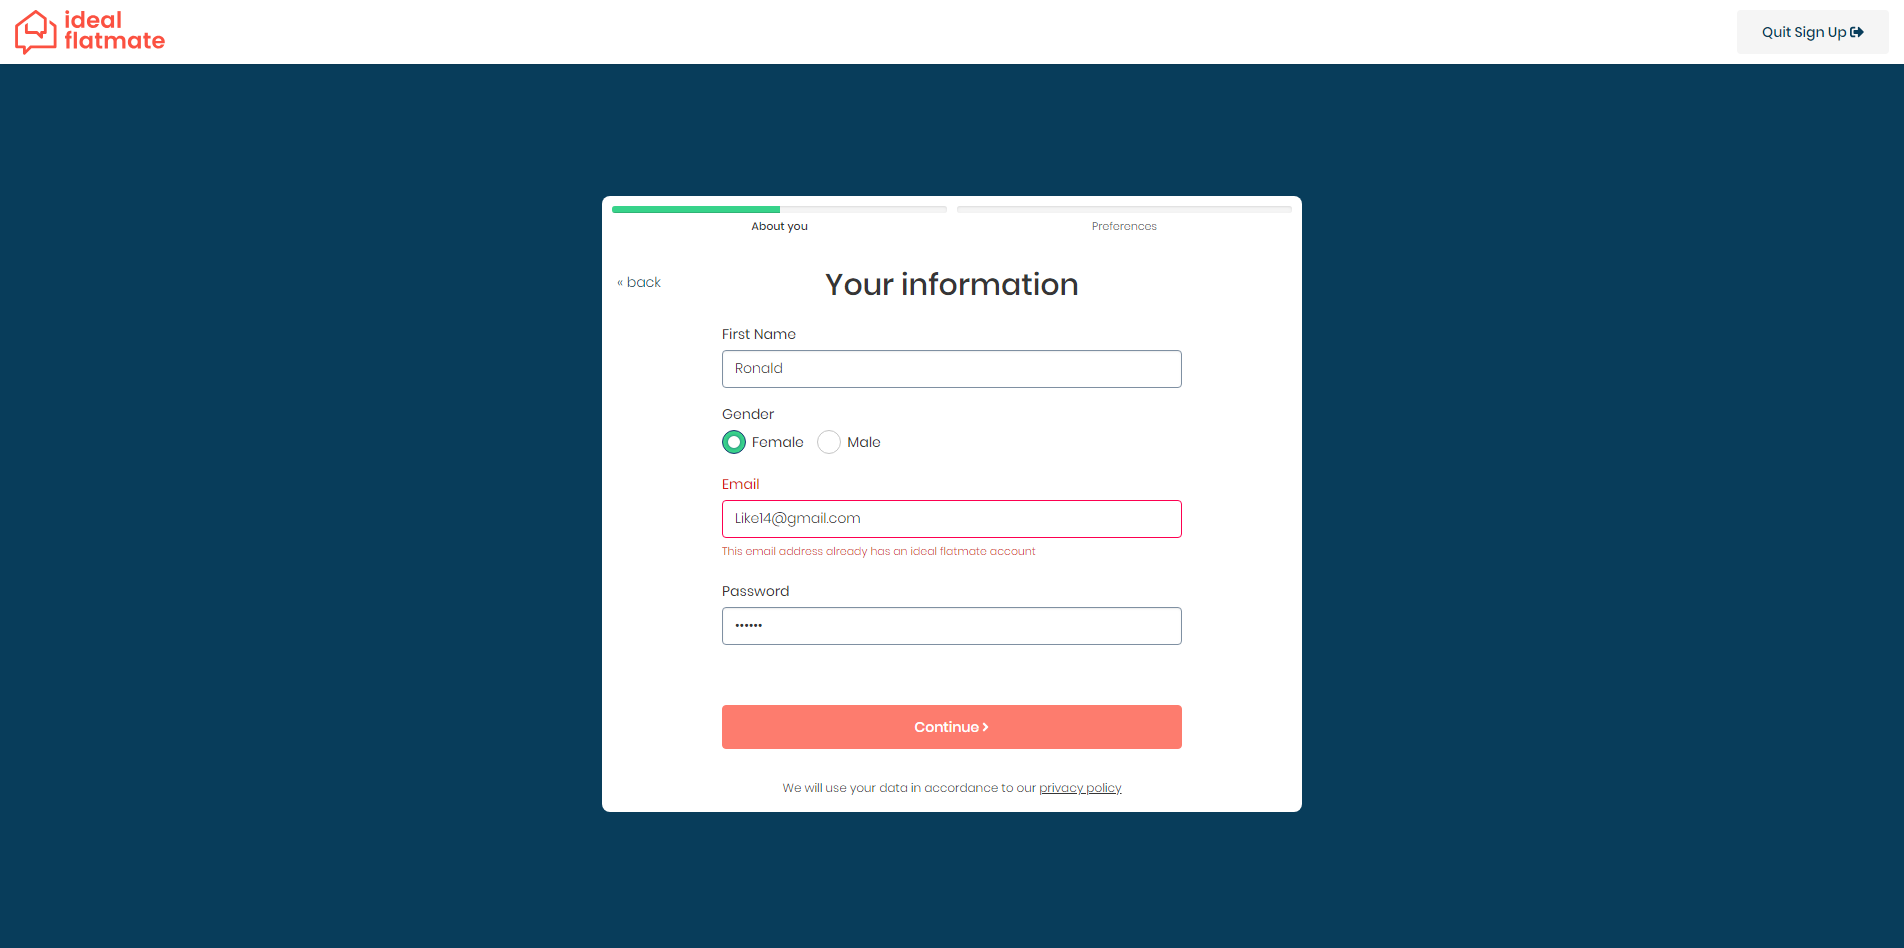 ideal
flatmate
Quit Sign Up
About you
Preferences
« back
Your information
First Name
Ronald
Gender
Female
Male
Email
Like14@gmail.com
This email address already has an ideal flatmate account
Password
••••••
Continue
We will use your data in accordance to our privacy policy